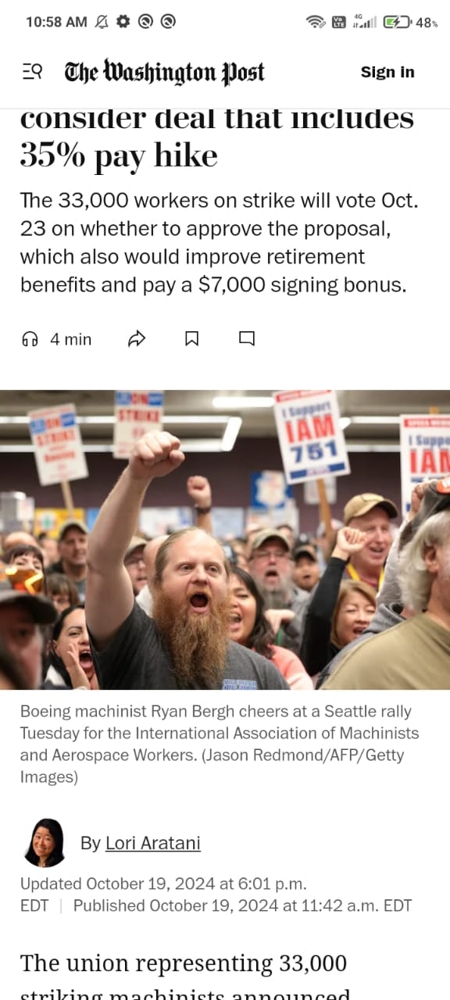 10:58 AM
4G
VO
LTE
48%
The Washington Post
Sign in
consider deal that includes
35% pay hike
The 33,000 workers on strike will vote Oct.
23 on whether to approve the proposal,
which also would improve retirement
benefits and pay a $7,000 signing bonus.
4 min
ON
STRIKE
ON
STRIKE
I Support
IAM
751
I Suppo
IAM
Boeing machinist Ryan Bergh cheers at a Seattle rally
Tuesday for the International Association of Machinists
and Aerospace Workers. (Jason Redmond/AFP/Getty
Images)
By Lori Aratani
Updated October 19, 2024 at 6:01 p.m.
EDT | Published October 19, 2024 at 11:42 a.m. EDT
The union representing 33,000
striking machinists announced